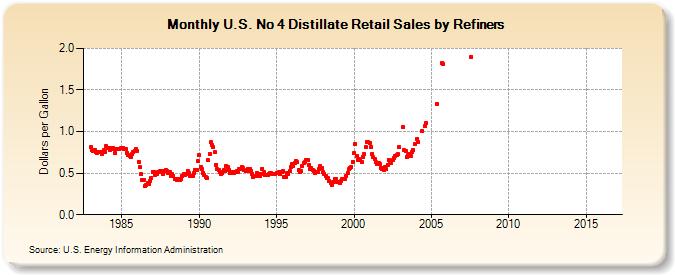 Monthly U.S. No 4 Distillate Retail Sales by Refiners
Dollars per Gallon
2.0
1.5
1.0
0.5
0.0
1985 1990 1995 2000 2005 2010 2015
Source: U.S. Energy Information Administration